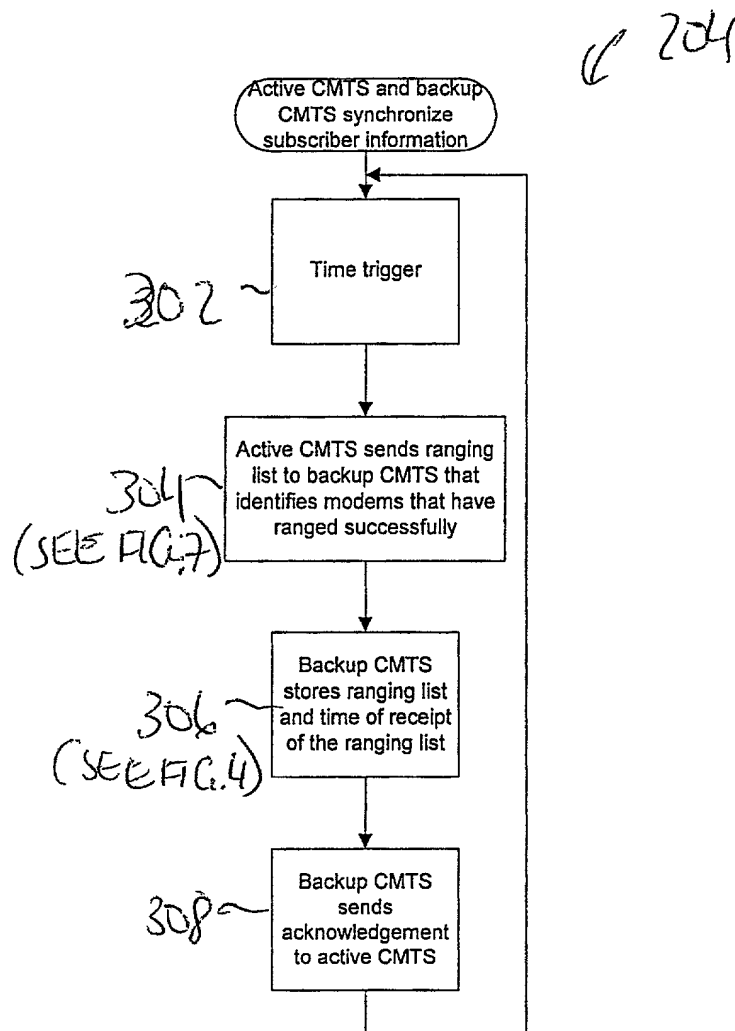 204
Active CMTS and backup
CMTS synchronize
subscriber information
302
Time trigger
304
(SEE FIG.7)
Active CMTS sends ranging
list to backup CMTS that
identifies modems that have
ranged successfully
306
(SEE FIG.4)
Backup CMTS
stores ranging list
and time of receipt
of the ranging list
308
Backup CMTS
sends
acknowledgement
to active CMTS